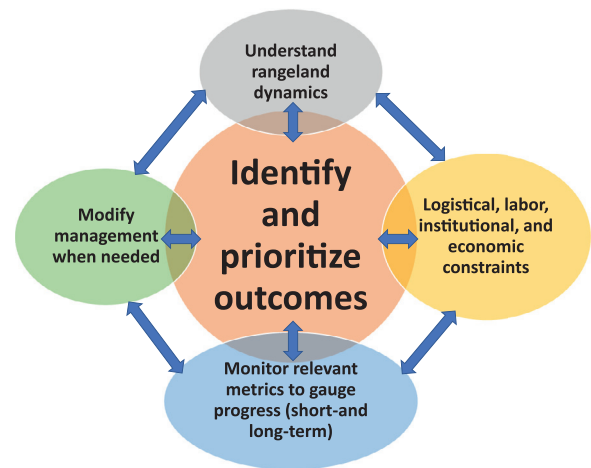 Understand
rangeland
dynamics
Identify
and
prioritize
outcomes
Modify
management
when needed
Logistical, labor,
institutional, and
economic
constraints
Monitor relevant
metrics to gauge
progress (short-and
long-term)